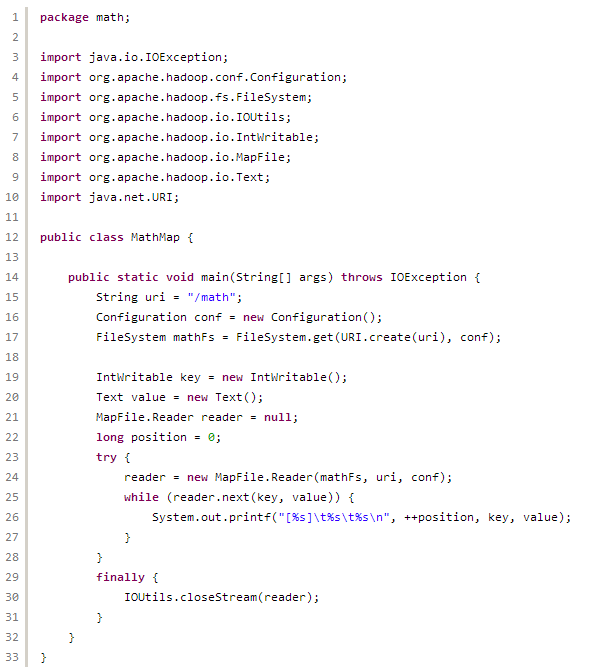 1 package math;
2
3 import java.io.IOException;
4 import org.apache.hadoop.conf.Configuration;
5 import org.apache.hadoop.fs.FileSystem;
6 import org.apache.hadoop.io.IOUtils;
7 import org.apache.hadoop.io.IntWritable;
8 import org.apache.hadoop.io.MapFile;
9 import org.apache.hadoop.io.Text;
10 import java.net.URI;
11
12 public class MathMap {
13
14     public static void main(String[] args) throws IOException {
15         String uri = "/math";
16         Configuration conf = new Configuration();
17         FileSystem mathFs = FileSystem.get(URI.create(uri), conf);
18
19         IntWritable key = new IntWritable();
20         Text value = new Text();
21         MapFile.Reader reader = null;
22         long position = 0;
23         try {
24             reader = new MapFile.Reader(mathFs, uri, conf);
25             while (reader.next(key, value)) {
26                 System.out.printf("[%s]\t%s\t%s\n", ++position, key, value);
27             }
28         }
29         finally {
30             IOUtils.closeStream(reader);
31         }
32     }
33 }